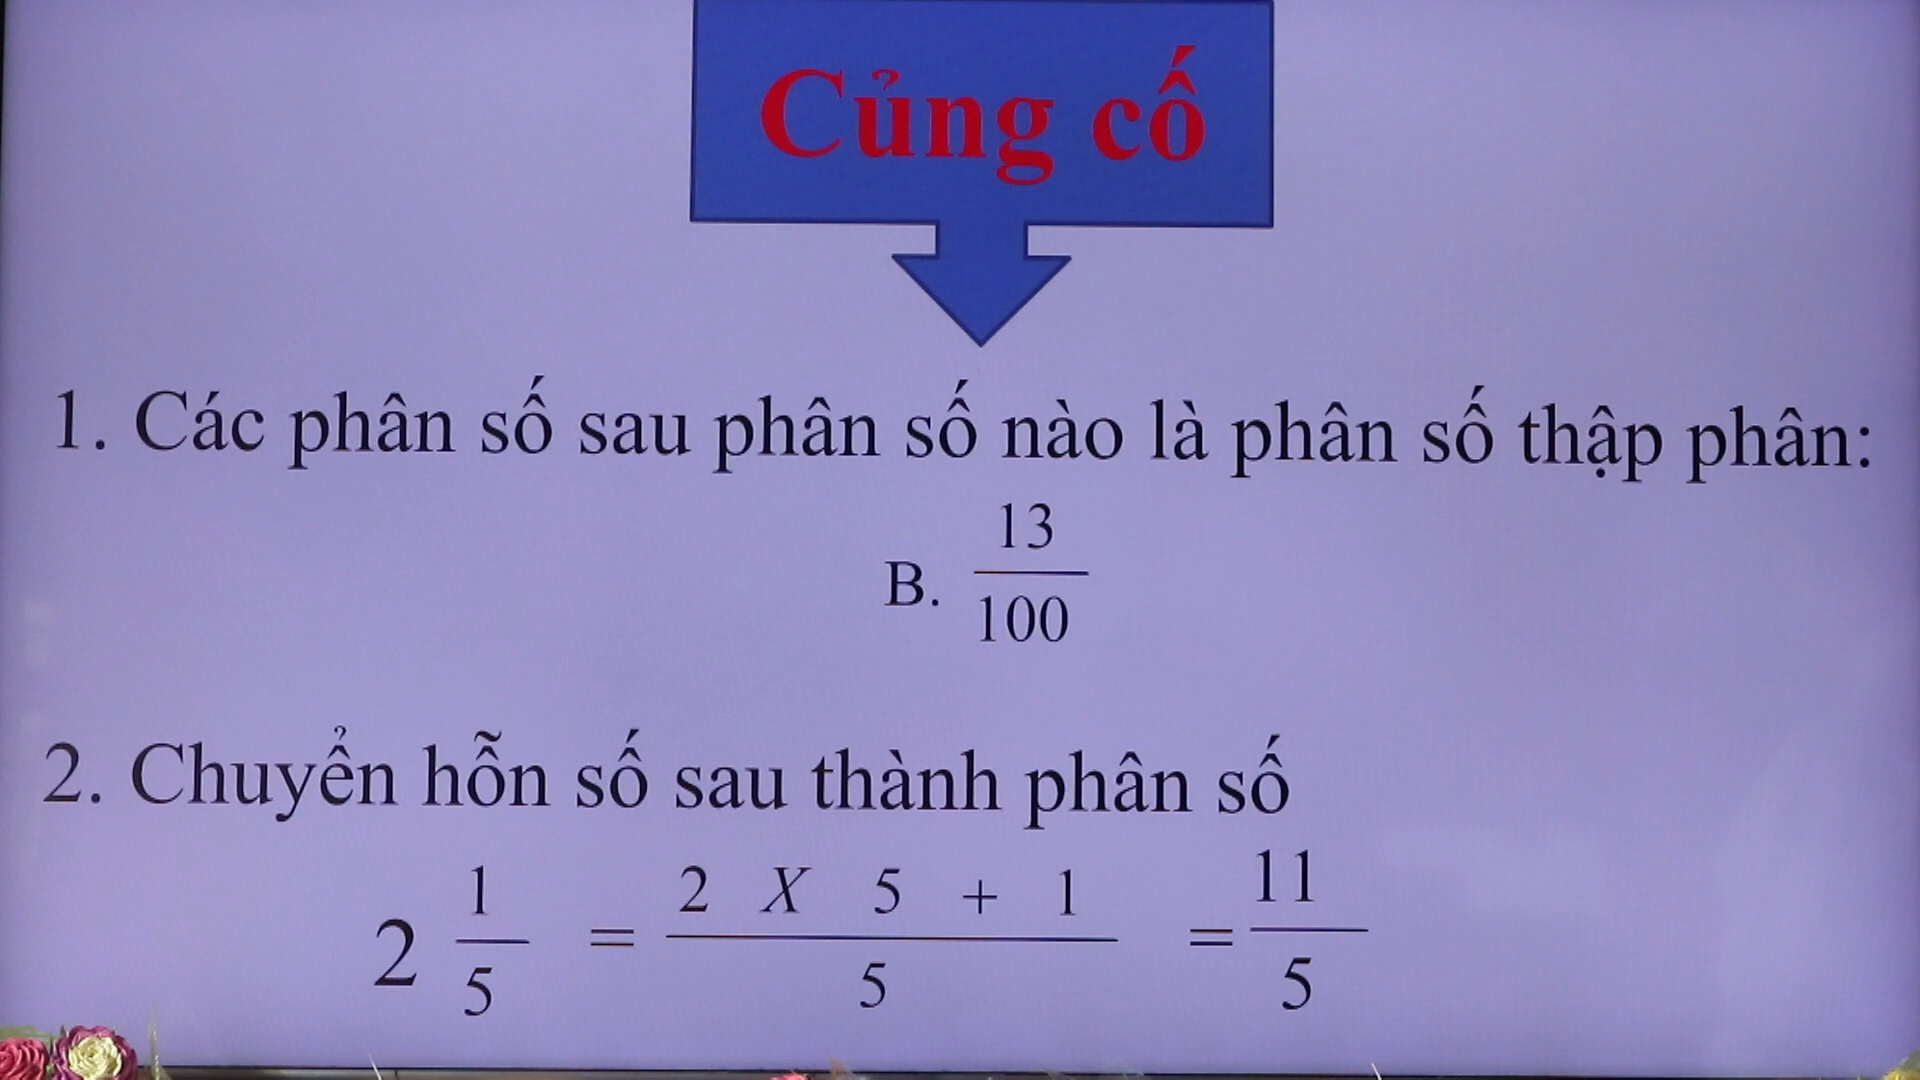 Củng cố
1. Các phân số sau phân số nào là phân số thập phân:
B. 13/100
2. Chuyển hỗn số sau thành phân số
2 1/5 = (2 X 5 + 1)/5 = 11/5